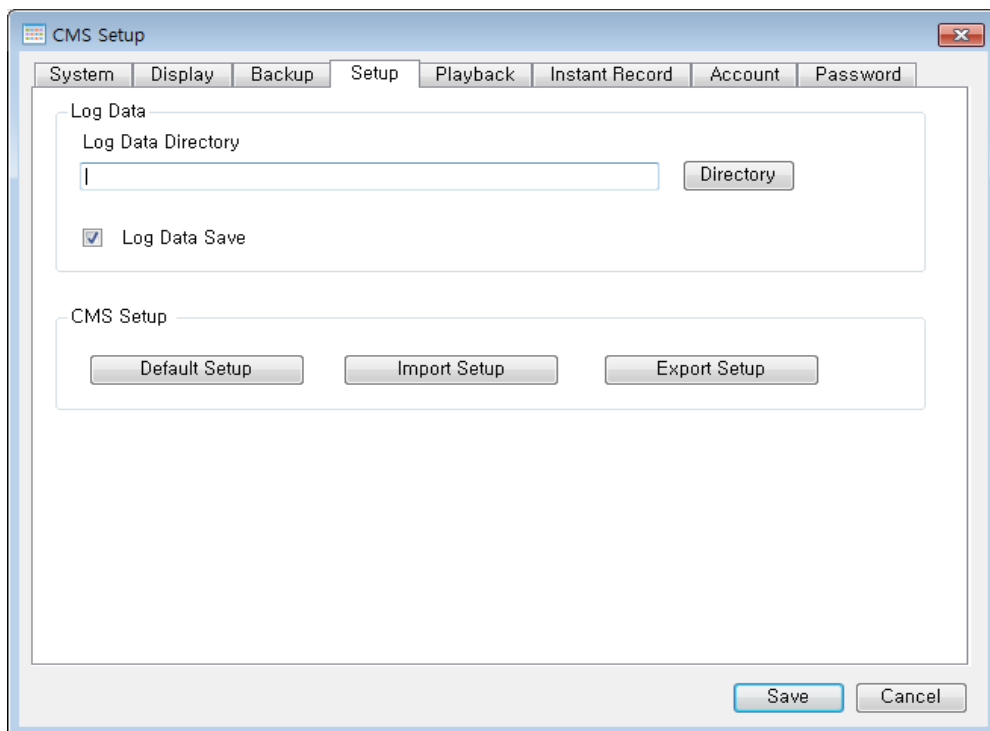 CMS Setup
System Display Backup Setup Playback Instant Record Account Password
Log Data
Log Data Directory
Directory
Log Data Save
CMS Setup
Default Setup Import Setup Export Setup
Save Cancel